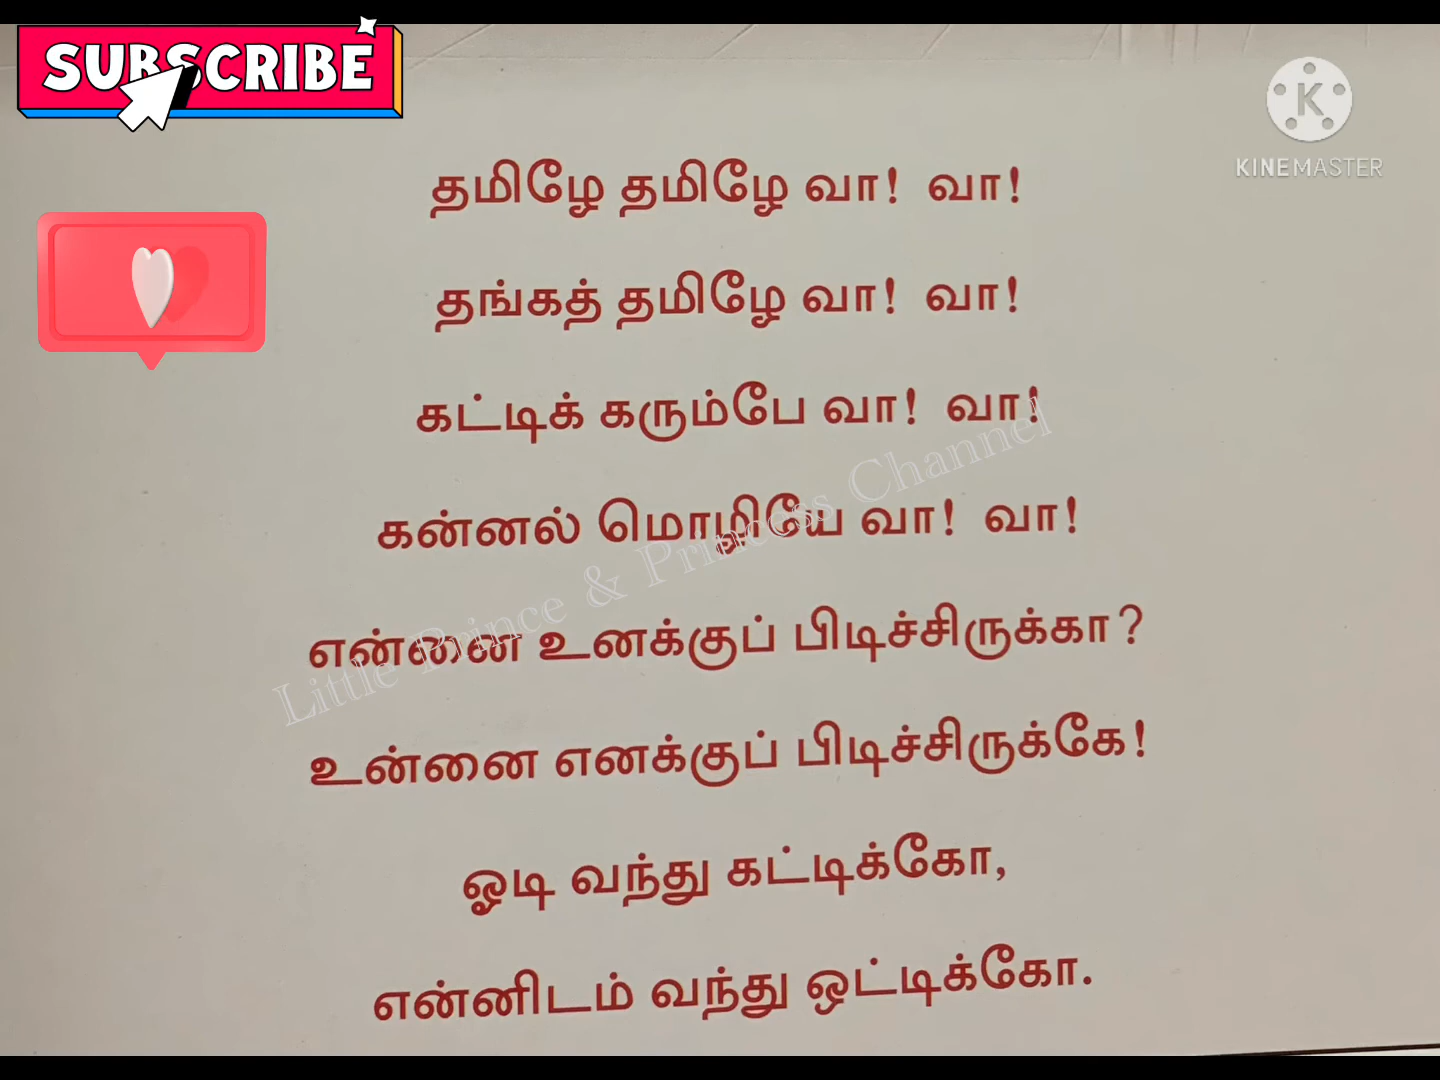 SUBSCRIBE
KINEMASTER
தமிழே தமிழே வா! வா!
தங்கத் தமிழே வா! வா!
கட்டிக் கரும்பே வா! வா!
கன்னல் மொழியே வா! வா!
என்னை உனக்குப் பிடிச்சிருக்கா?
உன்னை எனக்குப் பிடிச்சிருக்கே!
ஓடி வந்து கட்டிக்கோ,
என்னிடம் வந்து ஒட்டிக்கோ.
Little Prince & Princess Channel